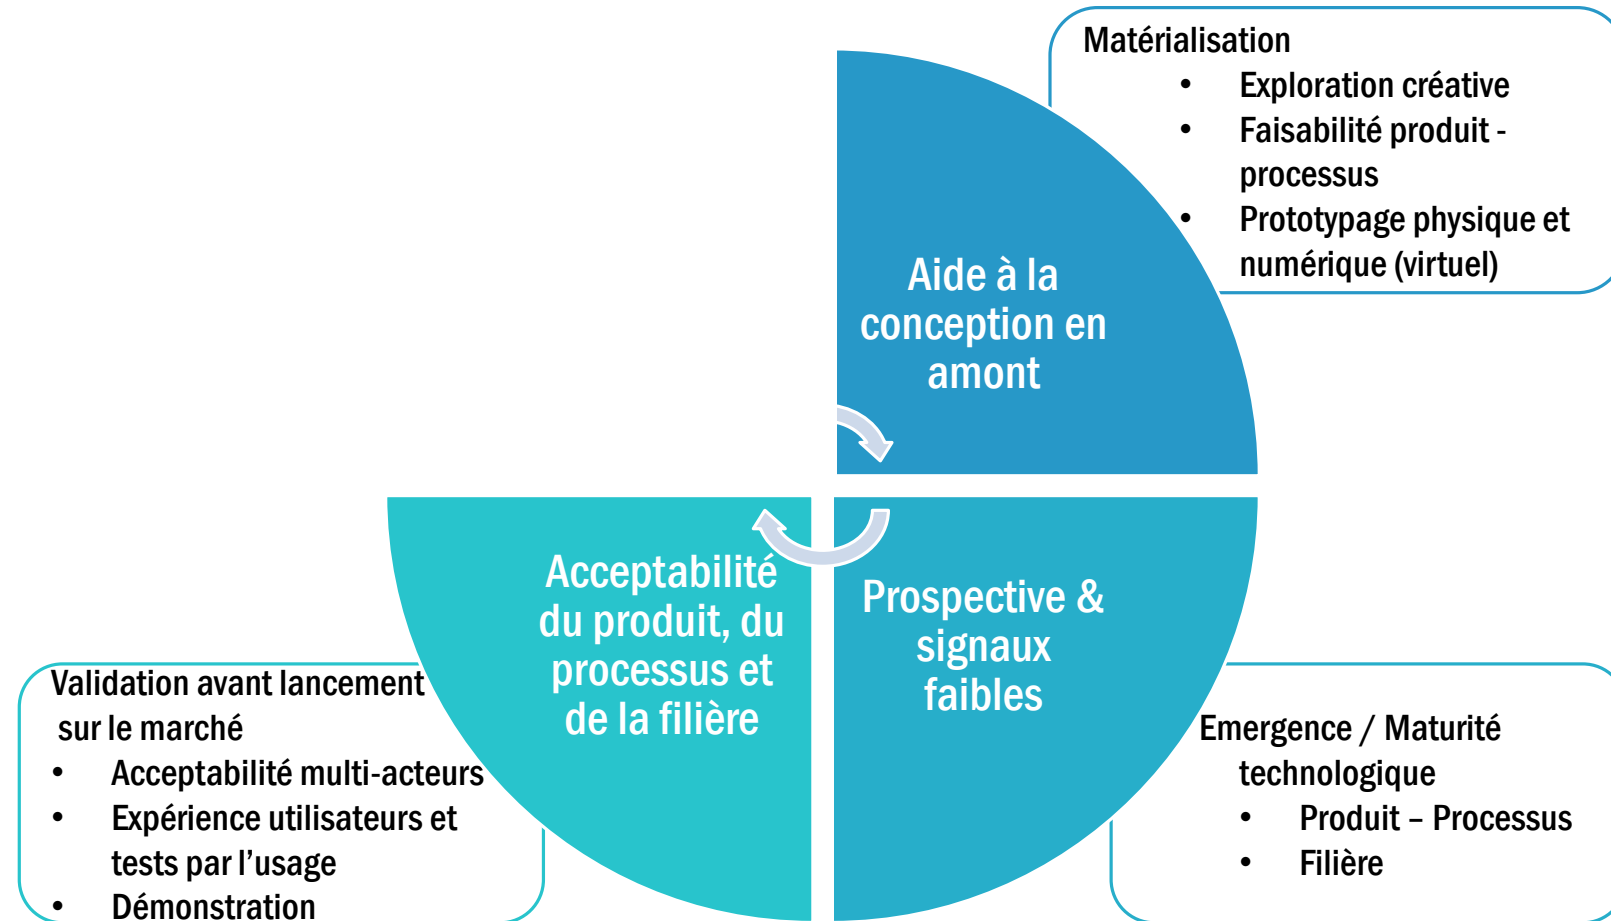 Matérialisation
• Exploration créative
• Faisabilité produit -
processus
• Prototypage physique et
numérique (virtuel)
Aide à la
conception en
amont
Acceptabilité
du produit, du
processus et
de la filière
Prospective &
signaux
faibles
Validation avant lancement
sur le marché
• Acceptabilité multi-acteurs
• Expérience utilisateurs et
tests par l’usage
• Démonstration
Emergence / Maturité
technologique
• Produit – Processus
• Filière